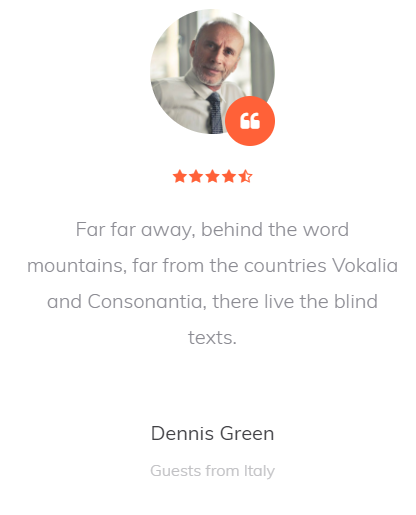 Far far away, behind the word
mountains, far from the countries Vokalia
and Consonantia, there live the blind
texts.
Dennis Green
Guests from Italy